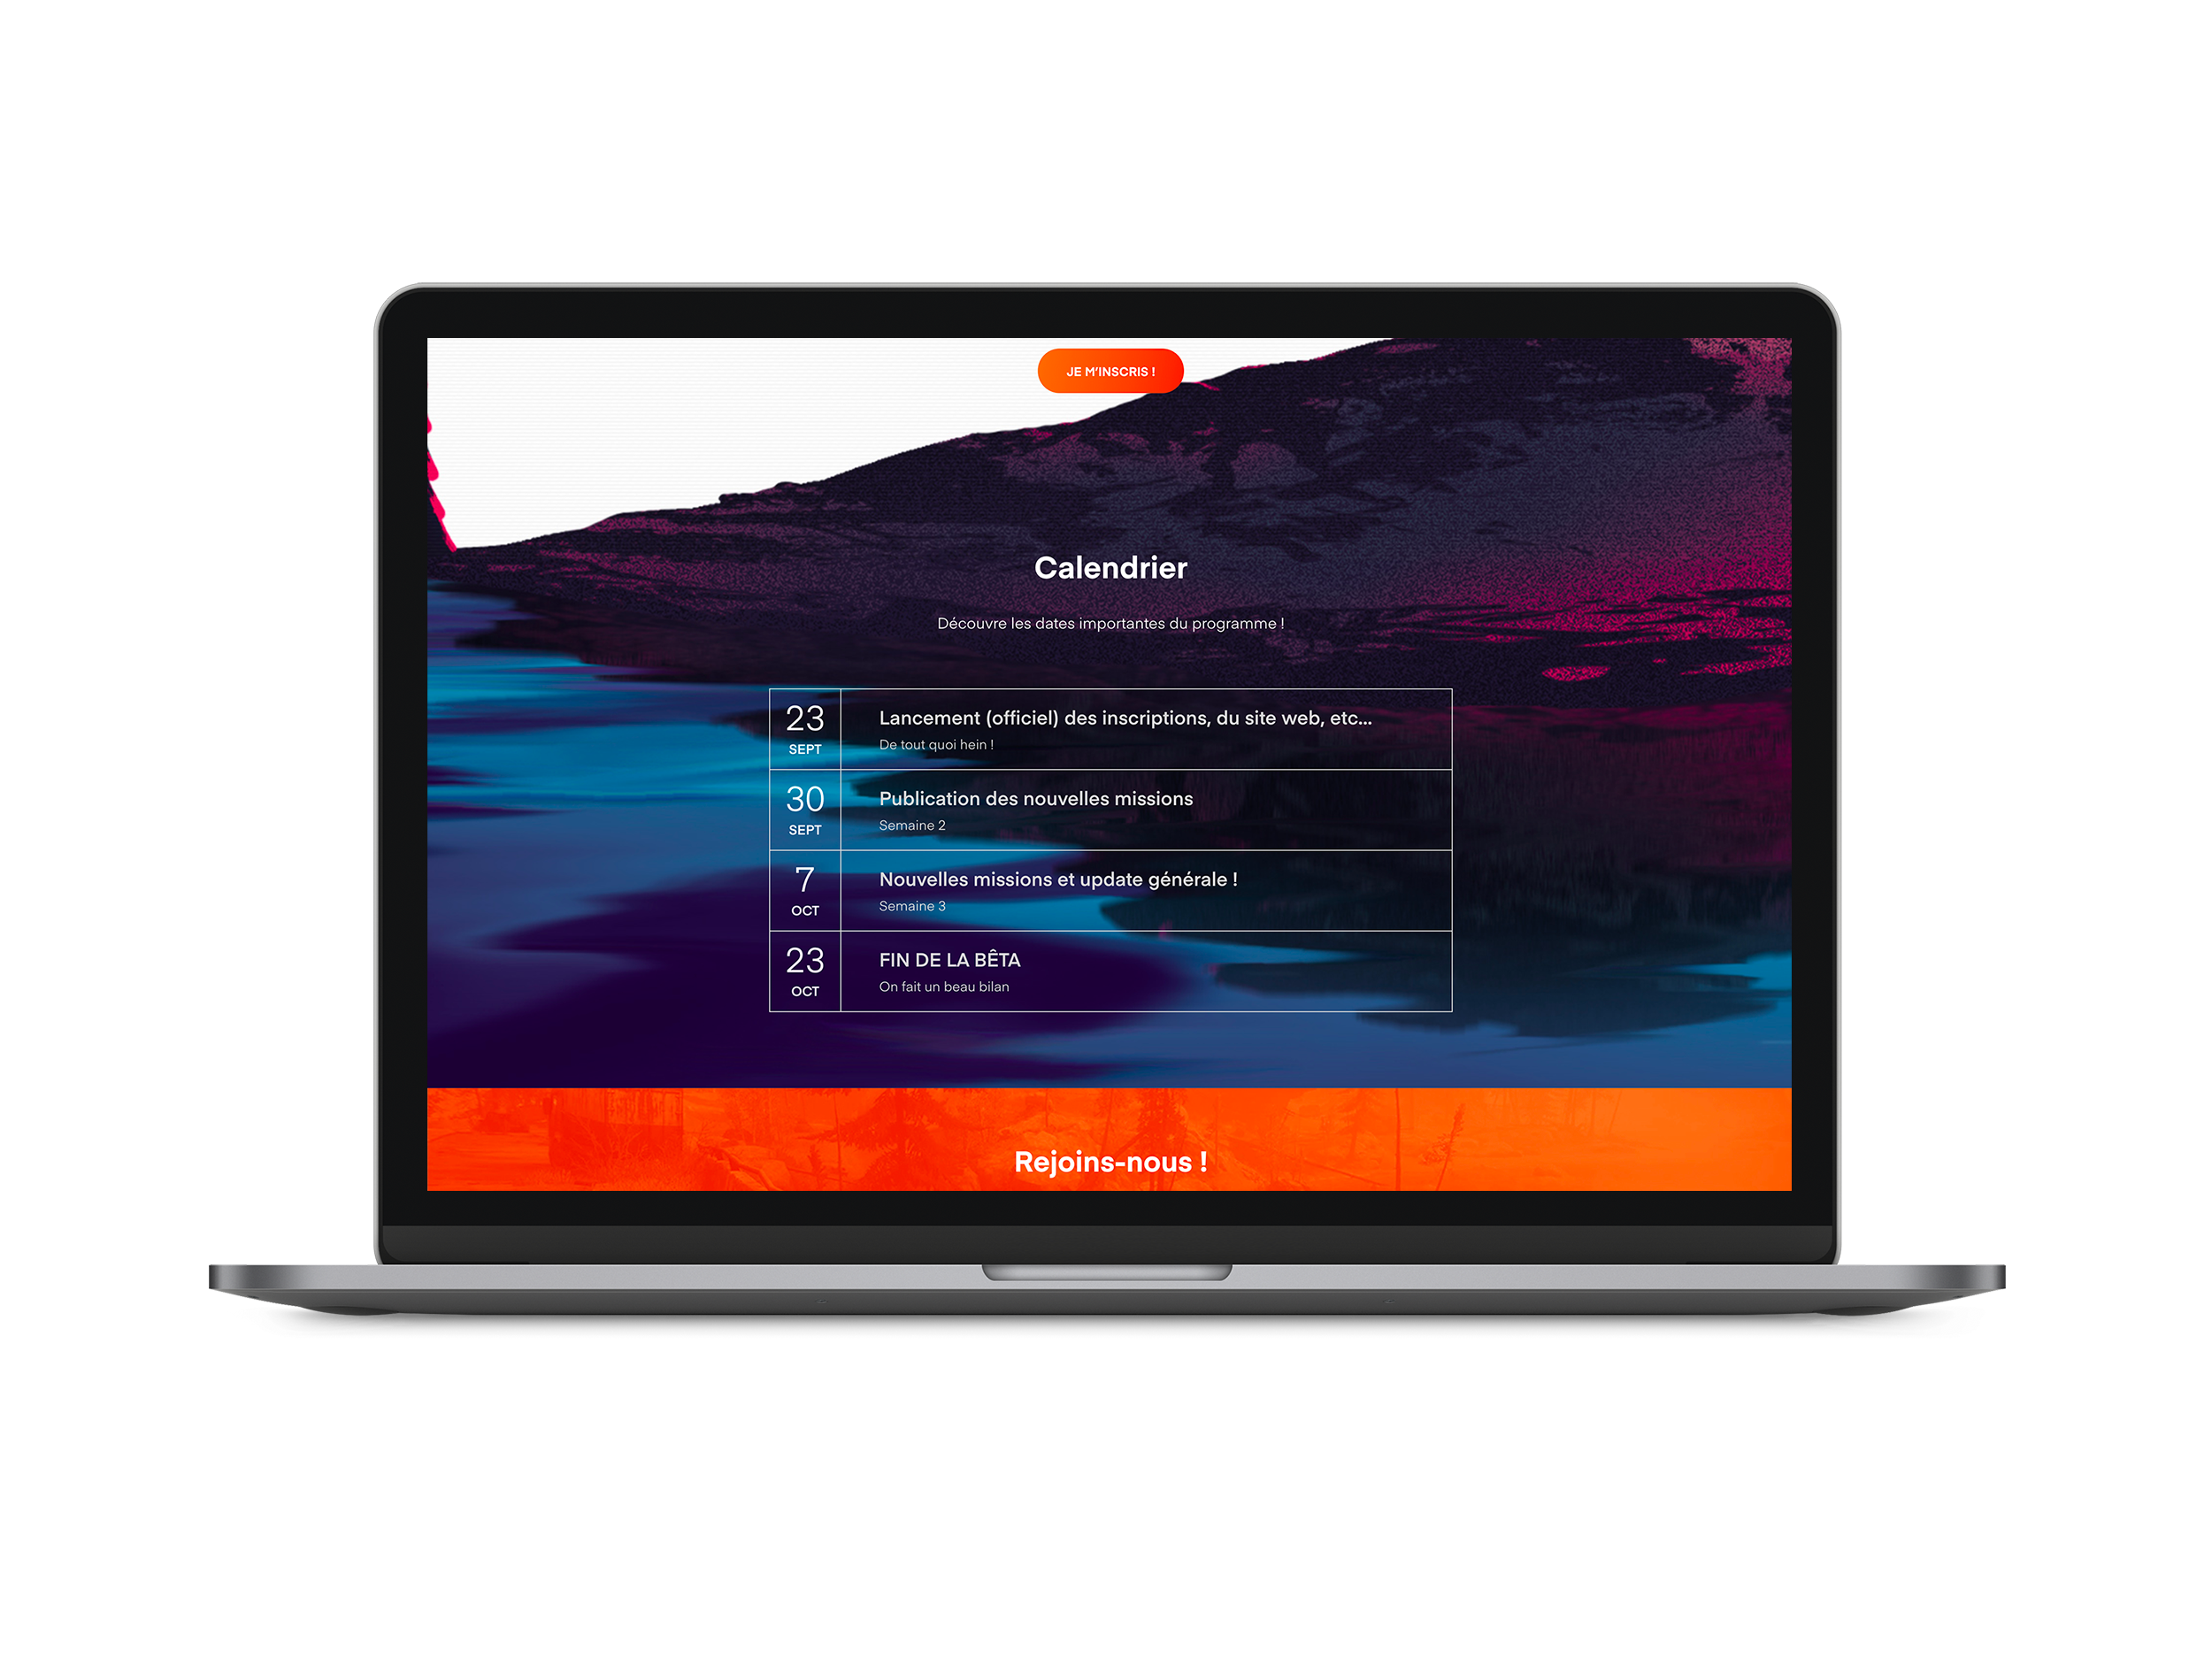 JE M'INSCRIS !
Calendrier
Découvre les dates importantes du programme !
23
SEPT
Lancement (officiel) des inscriptions, du site web, etc...
De tout quoi hein !
30
SEPT
Publication des nouvelles missions
Semaine 2
7
OCT
Nouvelles missions et update générale !
Semaine 3
23
OCT
FIN DE LA BÊTA
On fait un beau bilan
Rejoins-nous !